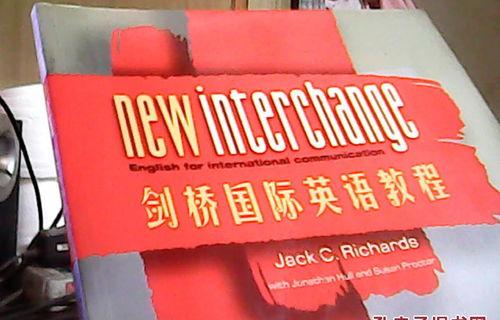 new interchange
English for international communication
剑桥国际英语教程
Jack C. Richards
with Jonathan Hull and Susan Proctor